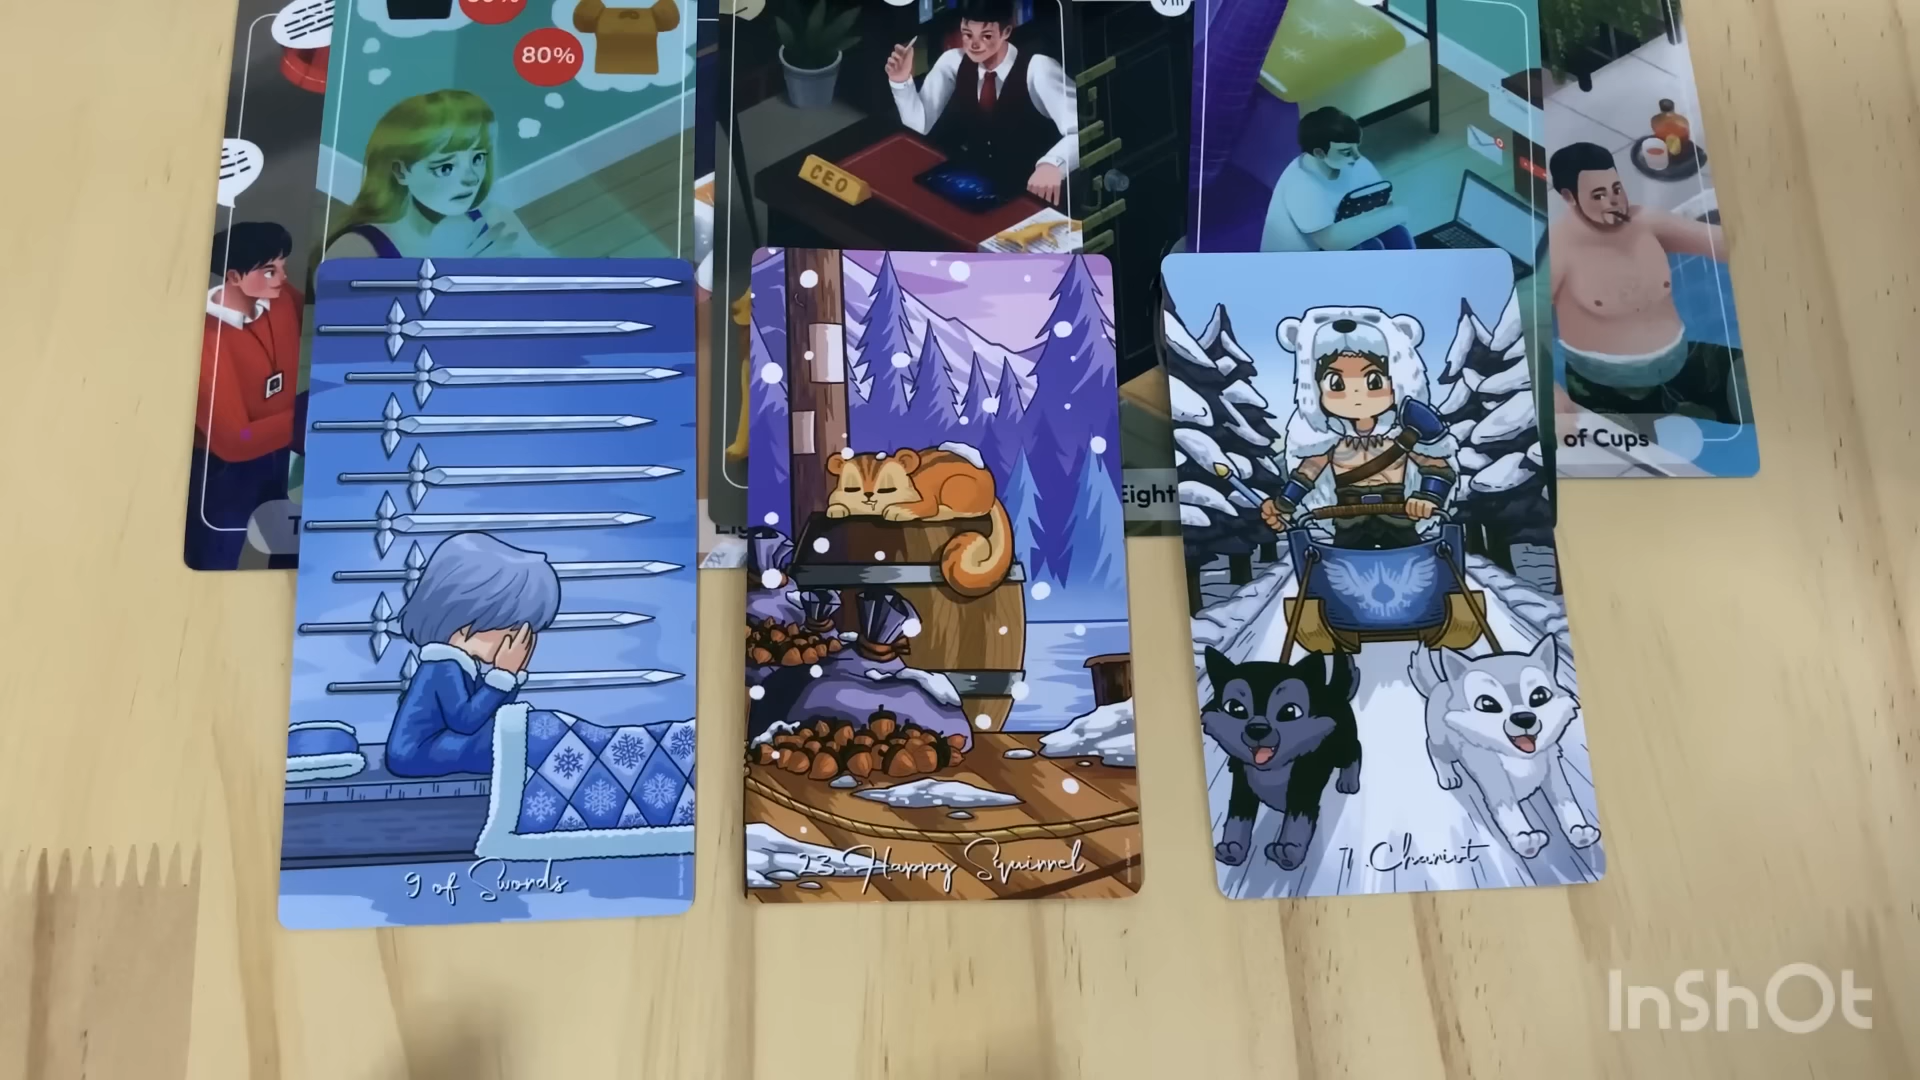 80%
VIII
CEO
of Cups
Eight
9 of Swords
23. Happy Squirrel
7. Chariot
InShOt